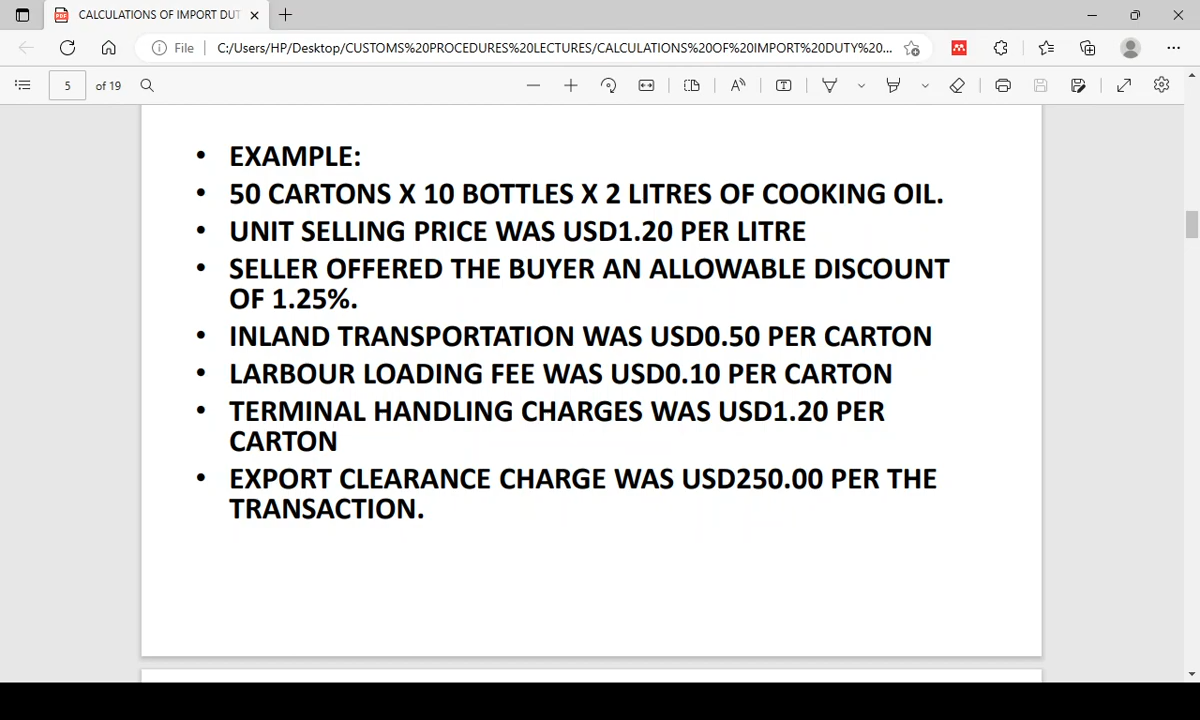 CALCULATIONS OF IMPORT DUT
File
C:/Users/HP/Desktop/CUSTOMS%20PROCEDURES%20LECTURES/CALCULATIONS%20OF%20IMPORT%20DUTY%20...
5 of 19
• EXAMPLE:
• 50 CARTONS X 10 BOTTLES X 2 LITRES OF COOKING OIL.
• UNIT SELLING PRICE WAS USD1.20 PER LITRE
• SELLER OFFERED THE BUYER AN ALLOWABLE DISCOUNT
OF 1.25%.
• INLAND TRANSPORTATION WAS USD0.50 PER CARTON
• LARBOUR LOADING FEE WAS USD0.10 PER CARTON
• TERMINAL HANDLING CHARGES WAS USD1.20 PER
CARTON
• EXPORT CLEARANCE CHARGE WAS USD250.00 PER THE
TRANSACTION.